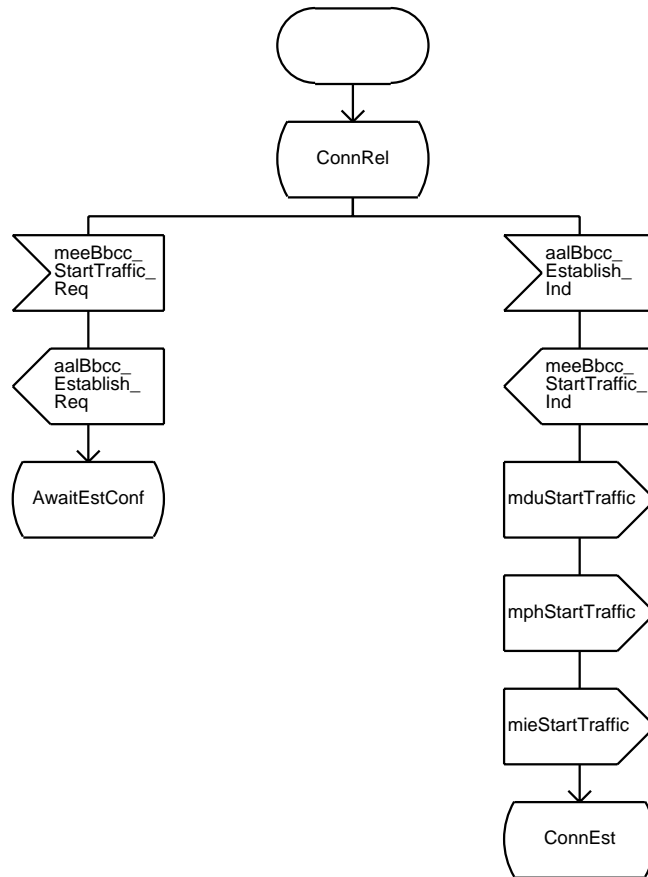 ConnRel
meeBbcc_
StartTraffic_
Req
aalBbcc_
Establish_
Req
AwaitEstConf
aalBbcc_
Establish_
Ind
meeBbcc_
StartTraffic_
Ind
mduStartTraffic
mphStartTraffic
mieStartTraffic
ConnEst